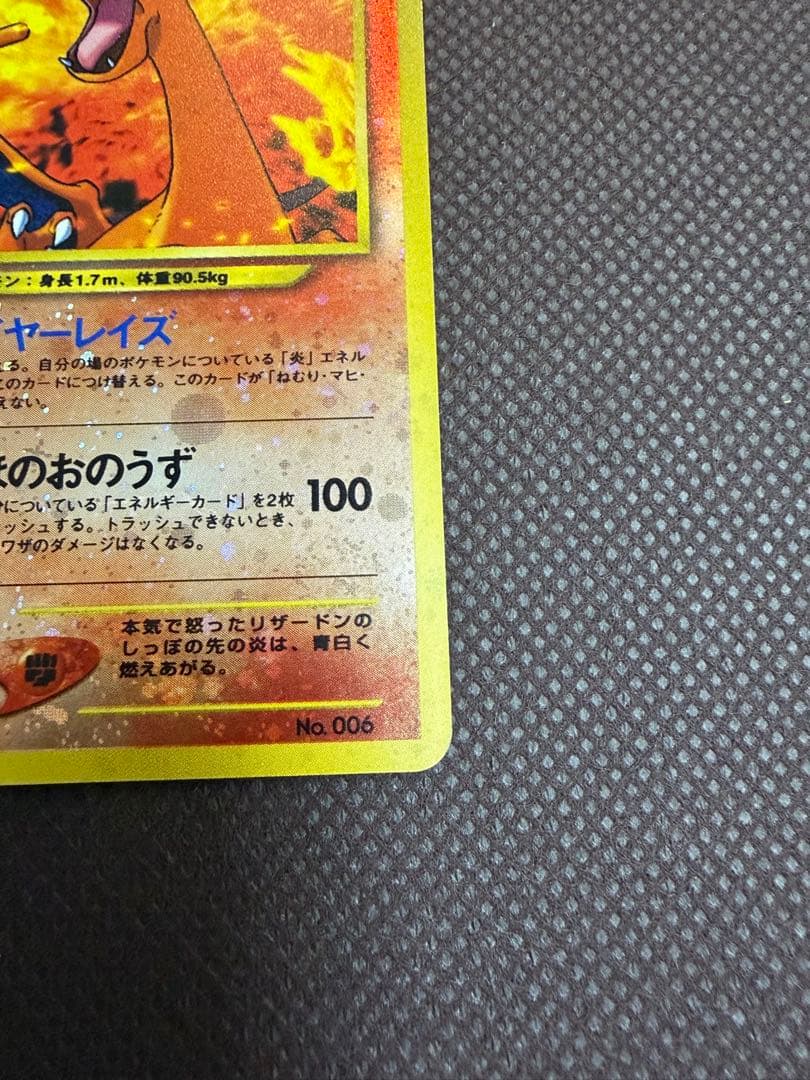 モン：身長1.7m、体重90.5kg
イヤーレイズ
る。自分の場のポケモンについている「炎」エネル
このカードにつけ替える。このカードが「ねむり・マヒ・
えない。
ほのおのうず
についている「エネルギーカード」を2枚
100
ッシュする。トラッシュできないとき、
ワザのダメージはなくなる。
本気で怒ったリザードンの
しっぽの先の炎は、青白く
燃えあがる。
No. 006